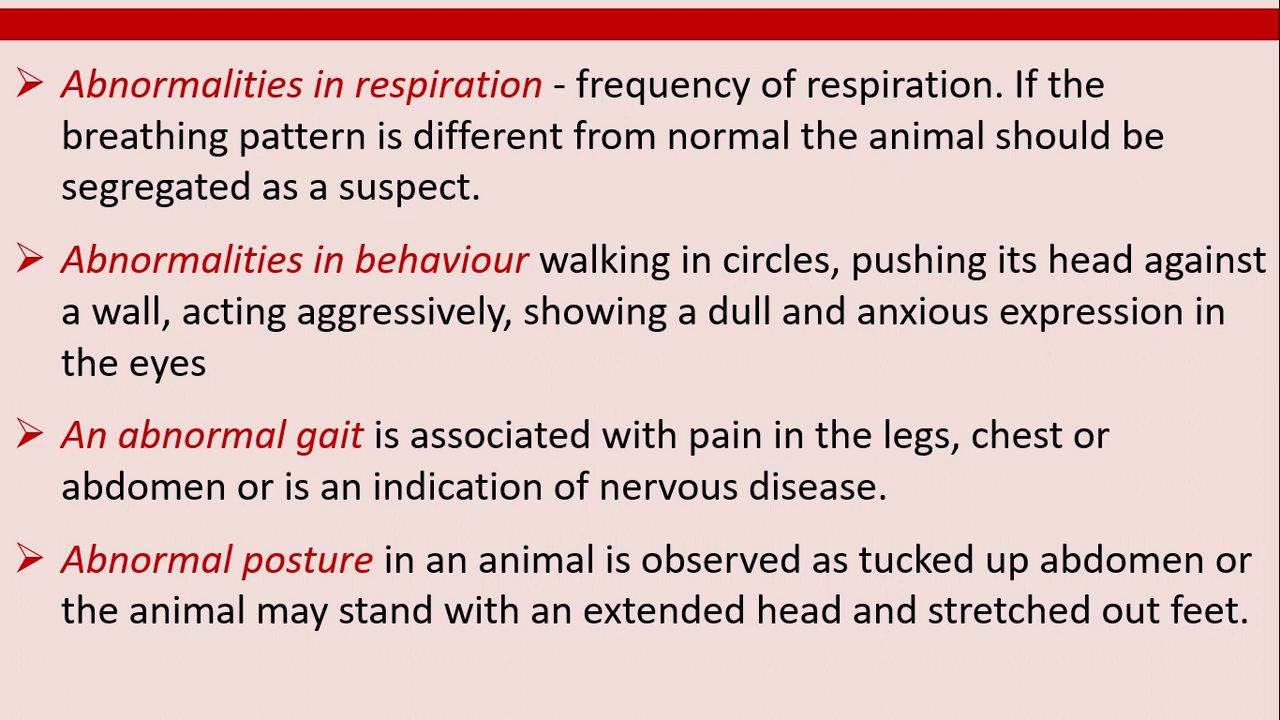 ➢ Abnormalities in respiration - frequency of respiration. If the
breathing pattern is different from normal the animal should be
segregated as a suspect.
➢ Abnormalities in behaviour walking in circles, pushing its head against
a wall, acting aggressively, showing a dull and anxious expression in
the eyes
➢ An abnormal gait is associated with pain in the legs, chest or
abdomen or is an indication of nervous disease.
➢ Abnormal posture in an animal is observed as tucked up abdomen or
the animal may stand with an extended head and stretched out feet.